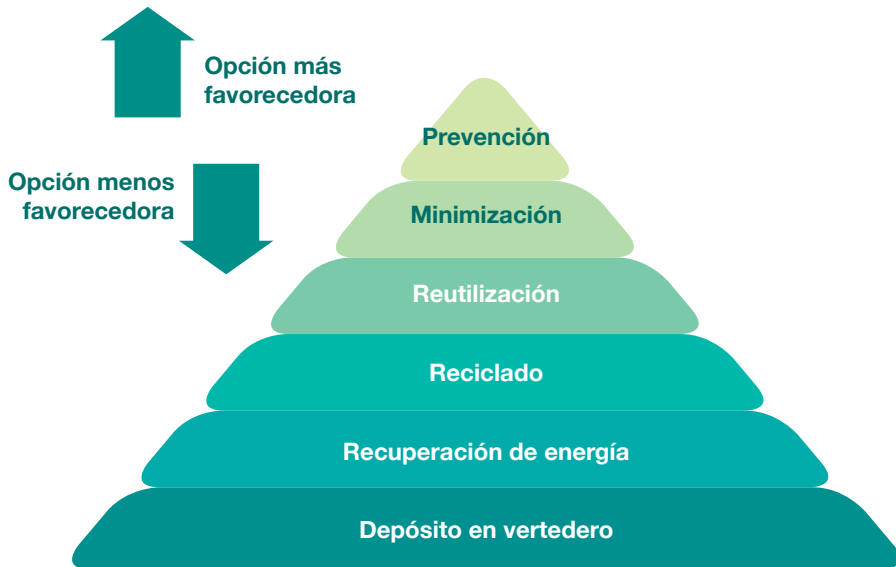 Opción más
favorecedora
Opción menos
favorecedora
Prevención
Minimización
Reutilización
Reciclado
Recuperación de energía
Depósito en vertedero